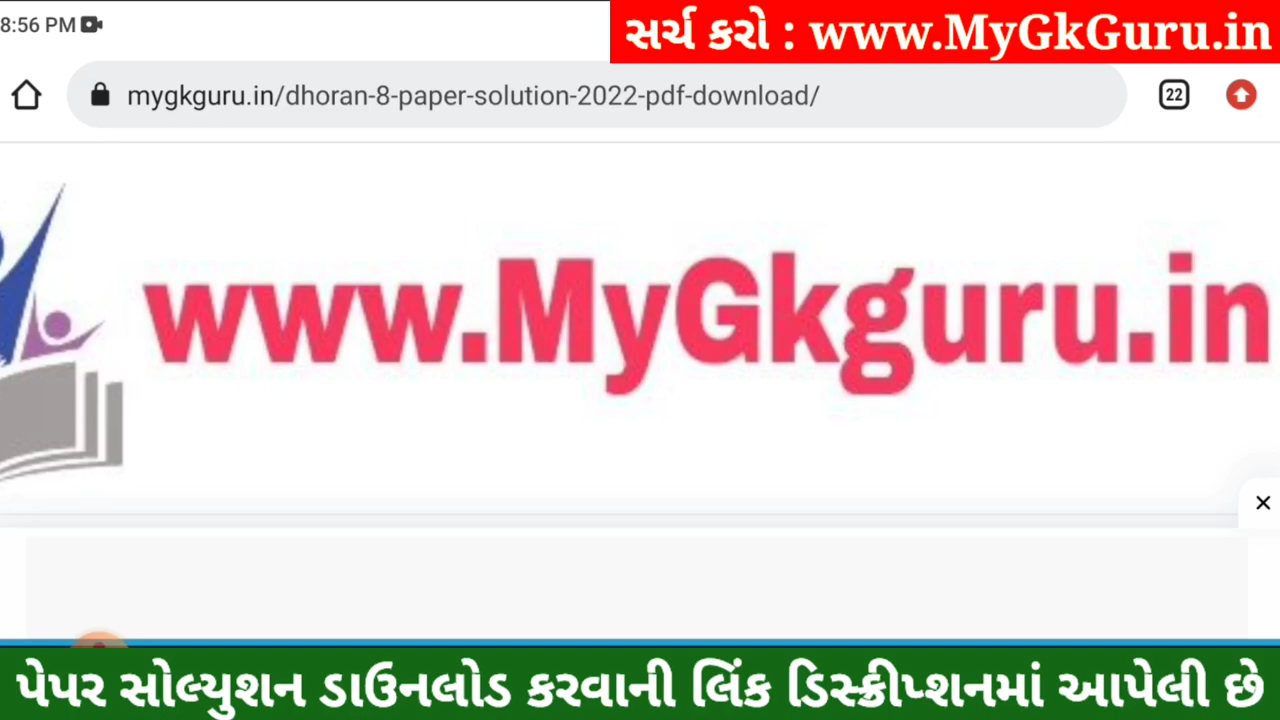 8:56 PM
સર્ચ કરો : www.MyGkGuru.in
mygkguru.in/dhoran-8-paper-solution-2022-pdf-download/
22
www.MyGkguru.in
પેપર સોલ્યુશન ડાઉનલોડ કરવાની લિંક ડિસ્ક્રીપ્શનમાં આપેલી છે